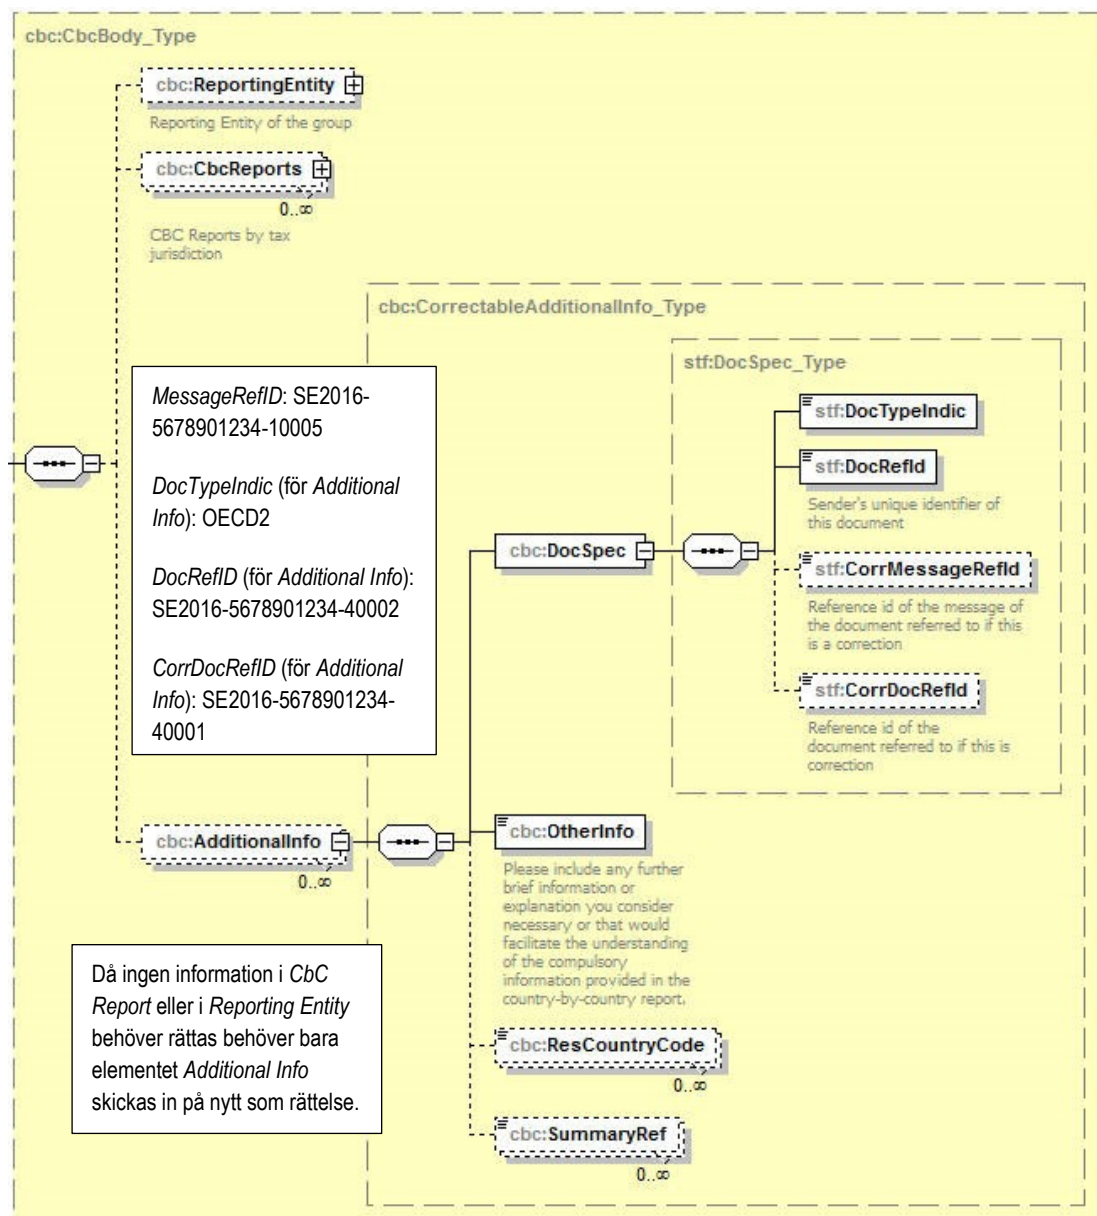 cbc:CbcBody_Type
cbc:ReportingEntity
Reporting Entity of the group
cbc:CbcReports
0..∞
CBC Reports by tax
jurisdiction
cbc:CorrectableAdditionalInfo_Type
stf:DocSpec_Type
MessageRefID: SE2016-
5678901234-10005
DocTypeIndic (för Additional
Info): OECD2
DocRefID (för Additional Info):
SE2016-5678901234-40002
CorrDocRefID (för Additional
Info): SE2016-5678901234-
40001
stf:DocTypeIndic
stf:DocRefId
Sender's unique identifier of
this document
cbc:DocSpec
stf:CorrMessageRefId
Reference id of the message of
the document referred to if this
is a correction
stf:CorrDocRefId
Reference id of the
document referred to if this is
correction
cbc:AdditionalInfo
0..∞
cbc:OtherInfo
Please include any further
brief information or
explanation you consider
necessary or that would
facilitate the understanding
of the compulsory
information provided in the
country-by-country report.
Då ingen information i CbC
Report eller i Reporting Entity
behöver rättas behöver bara
elementet Additional Info
skickas in på nytt som rättelse.
cbc:ResCountryCode
0..∞
cbc:SummaryRef
0..∞